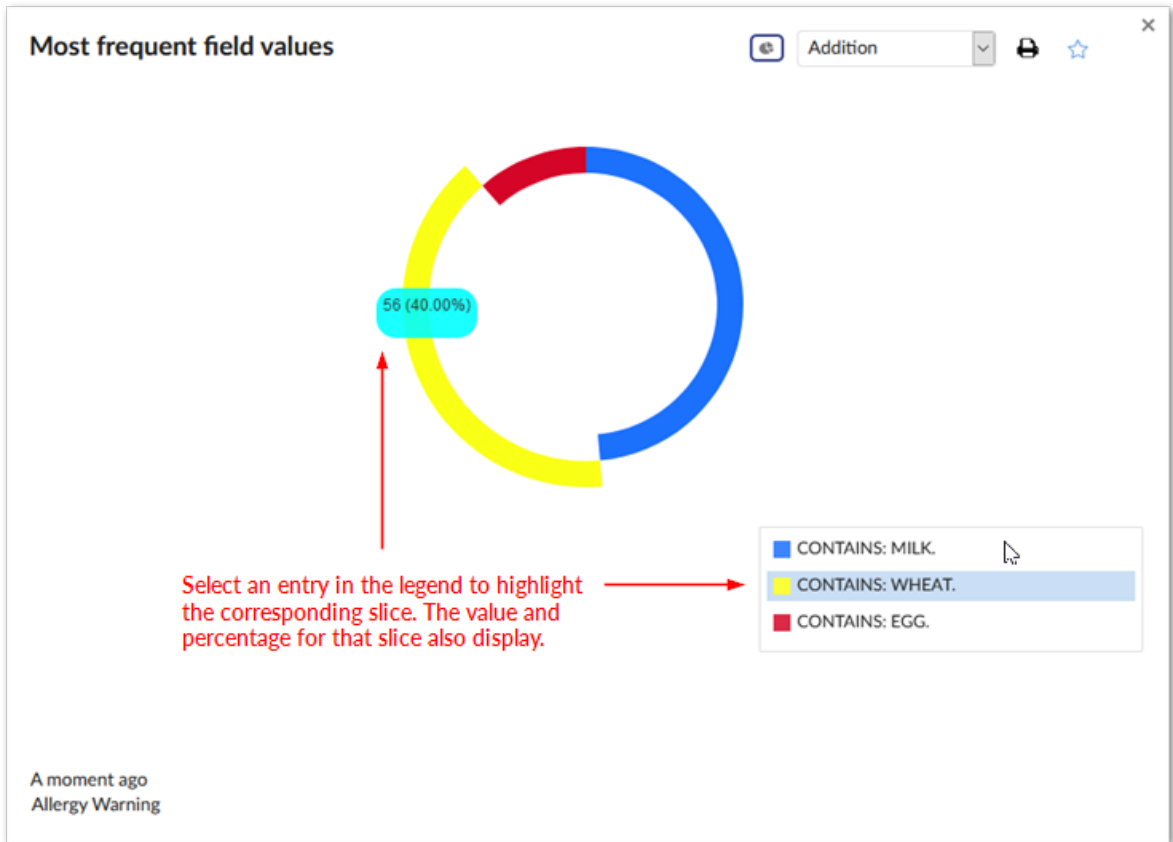 Most frequent field values
Addition
56 (40.00%)
CONTAINS: MILK.
CONTAINS: WHEAT.
CONTAINS: EGG.
Select an entry in the legend to highlight
the corresponding slice. The value and
percentage for that slice also display.
A moment ago
Allergy Warning